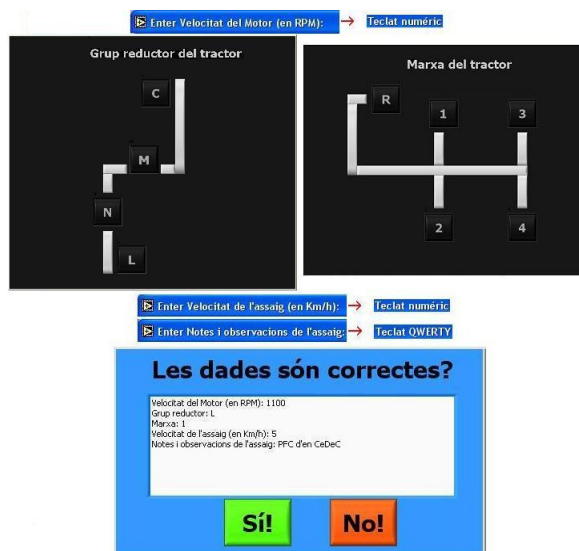 Enter Velocitat del Motor (en RPM): → Teclat numéric
Grup reductor del tractor
C
M
N
L
Marxa del tractor
R
1
3
2
4
Enter Velocitat de l'assaig (en Km/h): → Teclat numéric
Enter Notes i observacions de l'assaig: → Teclat QWERTY
Les dades són correctes?
Velocitat del Motor (en RPM): 1100
Grup reductor: L
Marxa: 1
Velocitat de l'assaig (en Km/h): 5
Notes i observacions de l'assaig: PFC d'en CeDeC
Sí! No!